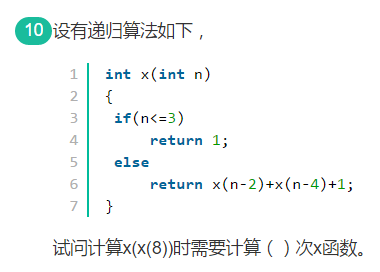 10 设有递归算法如下，
1 int x(int n)
2 {
3 if(n<=3)
4 return 1;
5 else
6 return x(n-2)+x(n-4)+1;
7 }
试问计算x(x(8))时需要计算（ ）次x函数。